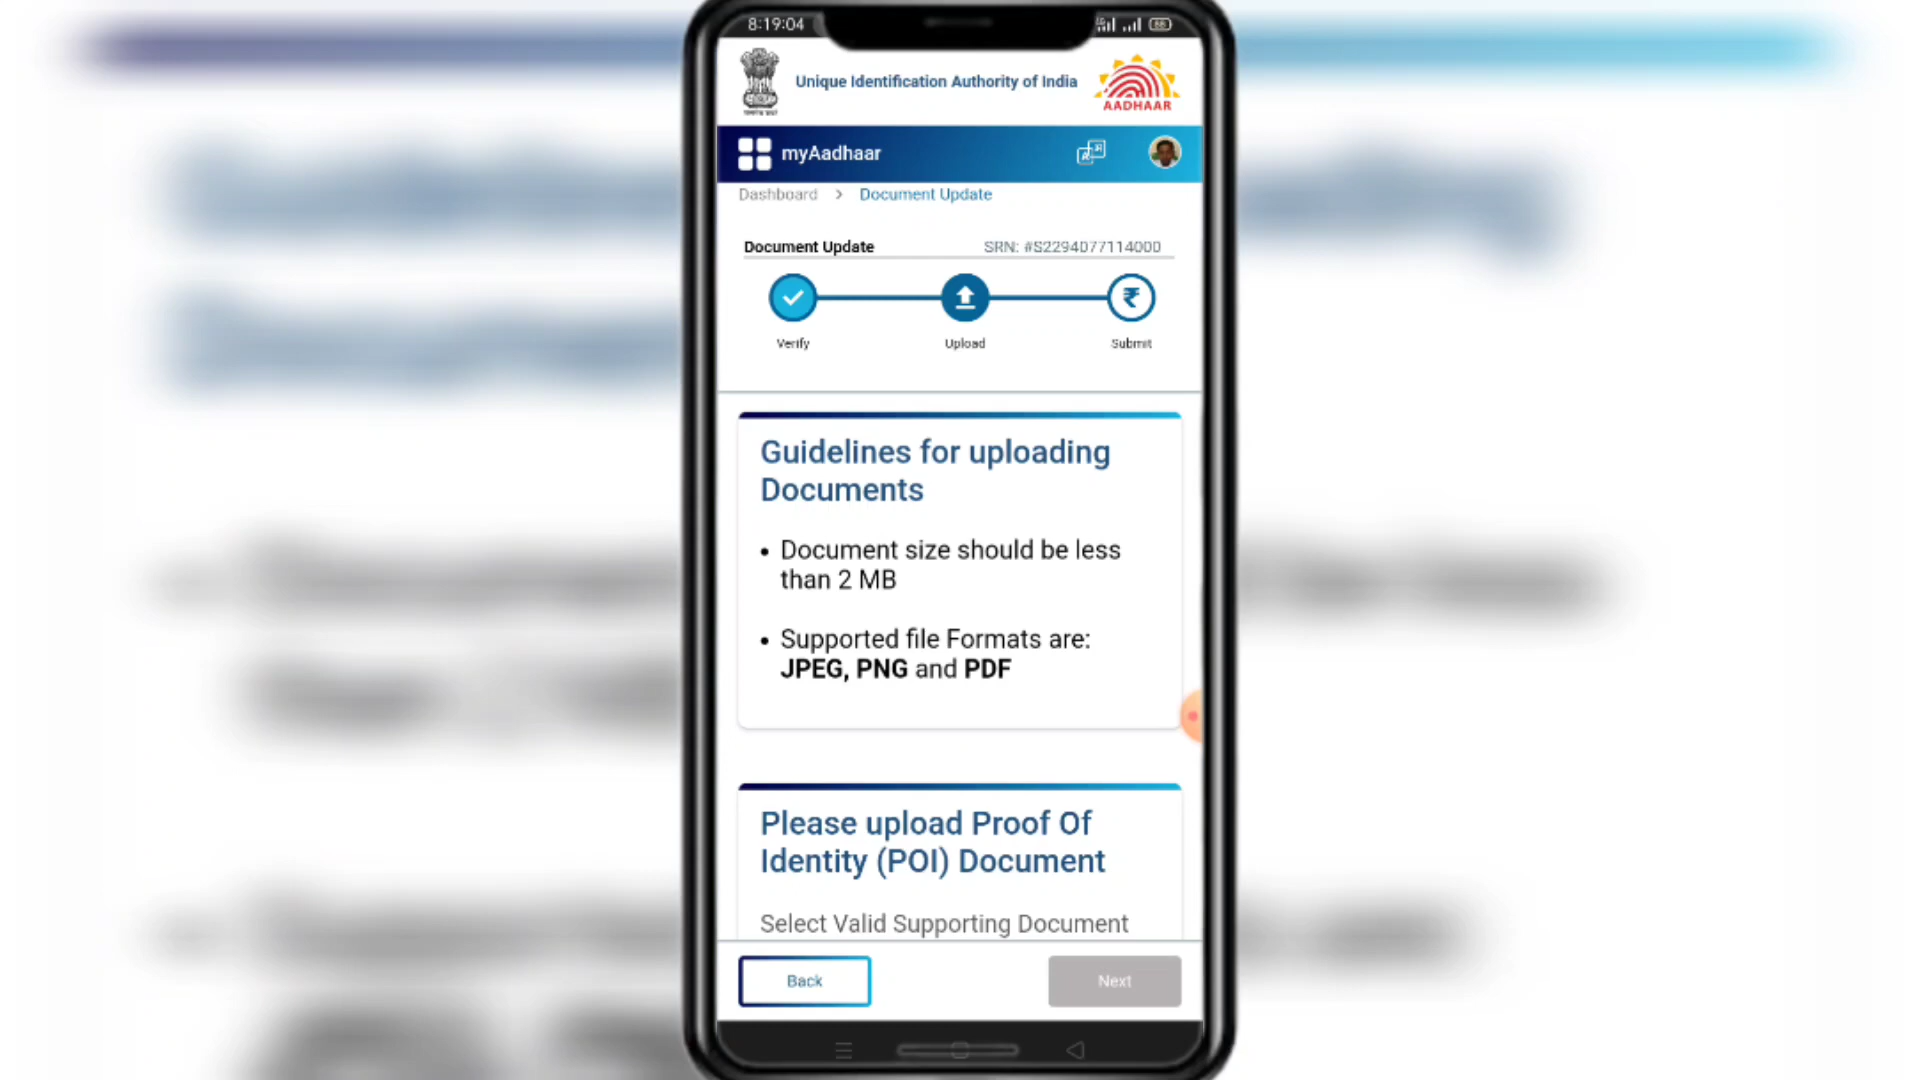 8:19:04
Unique Identification Authority of India
AADHAAR
myAadhaar
Dashboard > Document Update
Document Update SRN: #S2294077114000
Verify Upload Submit
Guidelines for uploading
Documents
• Document size should be less
than 2 MB
• Supported file Formats are:
JPEG, PNG and PDF
Please upload Proof Of
Identity (POI) Document
Select Valid Supporting Document
Back Next